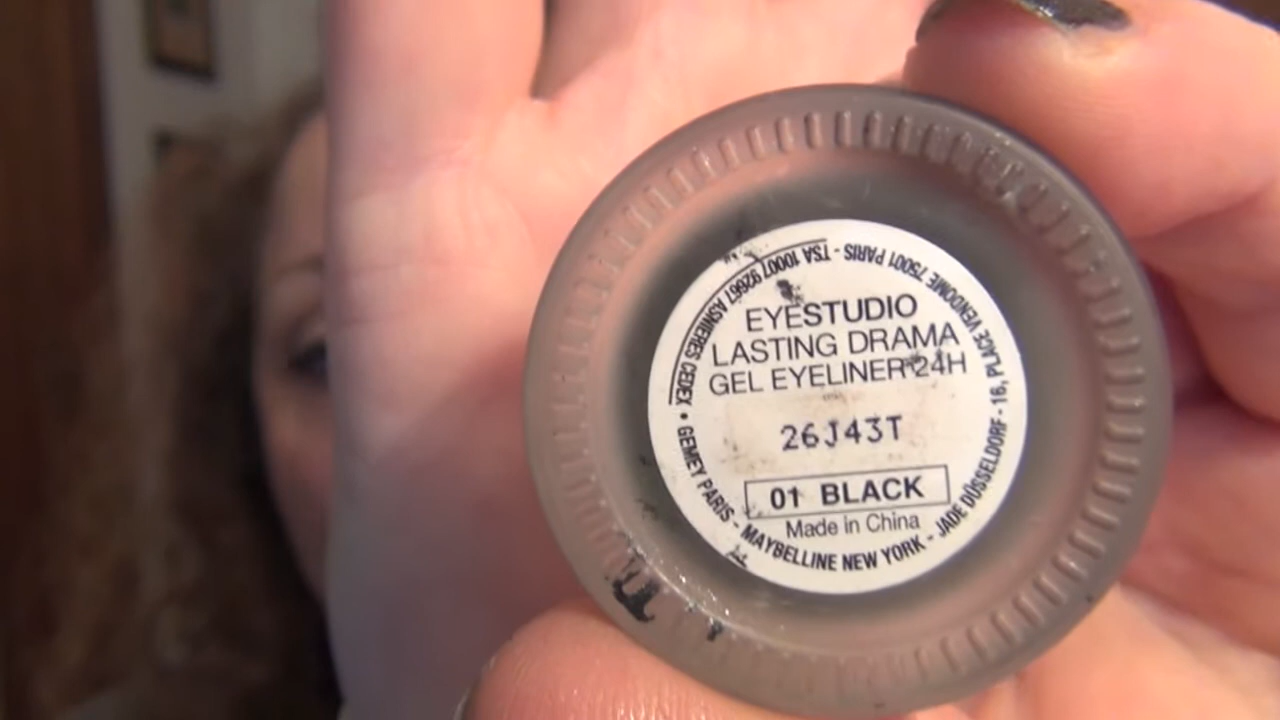 EYESTUDIO
LASTING DRAMA
GEL EYELINER 24H
26J43T
01 BLACK
Made in China
GEMEY PARIS - MAYBELLINE NEW YORK - JADE DÜSSELDORF - 16, PLACE VENDOME 75001 PARIS - TSA 10007 92667 ASNIERES CEDEX •